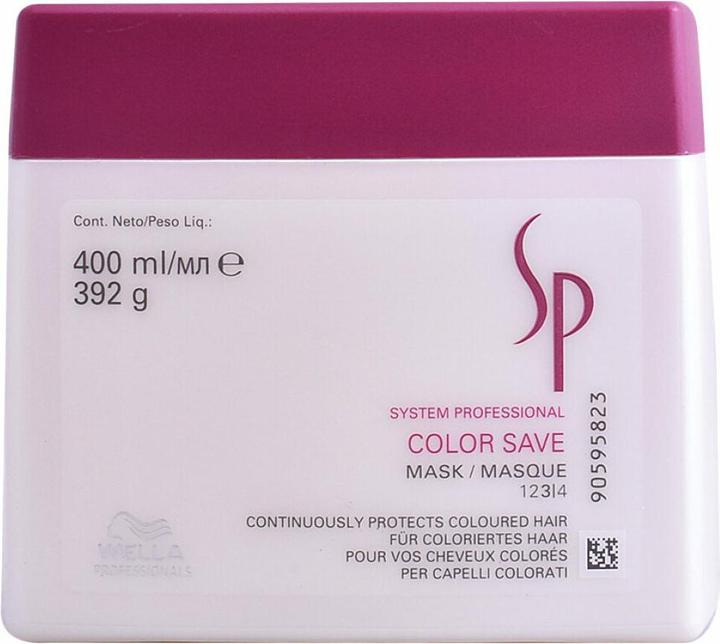 Cont. Neto/Peso Liq.:
400 ml/мл ℮
392 g
SP
SYSTEM PROFESSIONAL
COLOR SAVE
MASK / MASQUE
123|4
CONTINUOUSLY PROTECTS COLOURED HAIR
FÜR COLORIERTES HAAR
POUR VOS CHEVEUX COLORÉS
PER CAPELLI COLORATI
90595823
WELLA
PROFESSIONALS